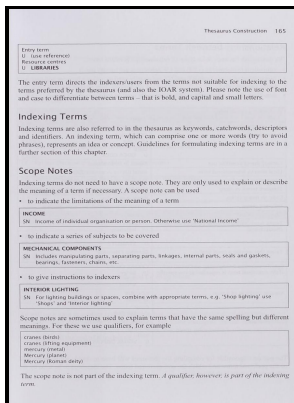 Thesaurus Construction 165
Entry term
U (use reference)
Resource centres
U LIBRARIES
The entry term directs the indexers/users from the terms not suitable for indexing to the
terms preferred by the thesaurus (and also the IOAR system). Please note the use of font
and case to differentiate between terms – that is bold, and capital and small letters.
Indexing Terms
Indexing terms are also referred to in the thesaurus as keywords, catchwords, descriptors
and identifiers. An indexing term, which can comprise one or more words (try to avoid
phrases), represents an idea or concept. Guidelines for formulating indexing terms are in a
further section of this chapter.
Scope Notes
Indexing terms do not need to have a scope note. They are only used to explain or describe
the meaning of a term if necessary. A scope note can be used
• to indicate the limitations of the meaning of a term
INCOME
SN Income of individual organisation or person. Otherwise use 'National Income'
• to indicate a series of subjects to be covered
MECHANICAL COMPONENTS
SN Includes manipulating parts, separating parts, linkages, internal parts, seals and gaskets,
bearings, fasteners, chains, etc.
• to give instructions to indexers
INTERIOR LIGHTING
SN For lighting buildings or spaces, combine with appropriate terms, e.g. 'Shop lighting' use
'Shops' and 'Interior lighting'
Scope notes are sometimes used to explain terms that have the same spelling but different
meanings. For these we use qualifiers, for example
cranes (birds)
cranes (lifting equipment)
mercury (metal)
Mercury (planet)
Mercury (Roman deity)
The scope note is not part of the indexing term. A qualifier, however, is part of the indexing
term.